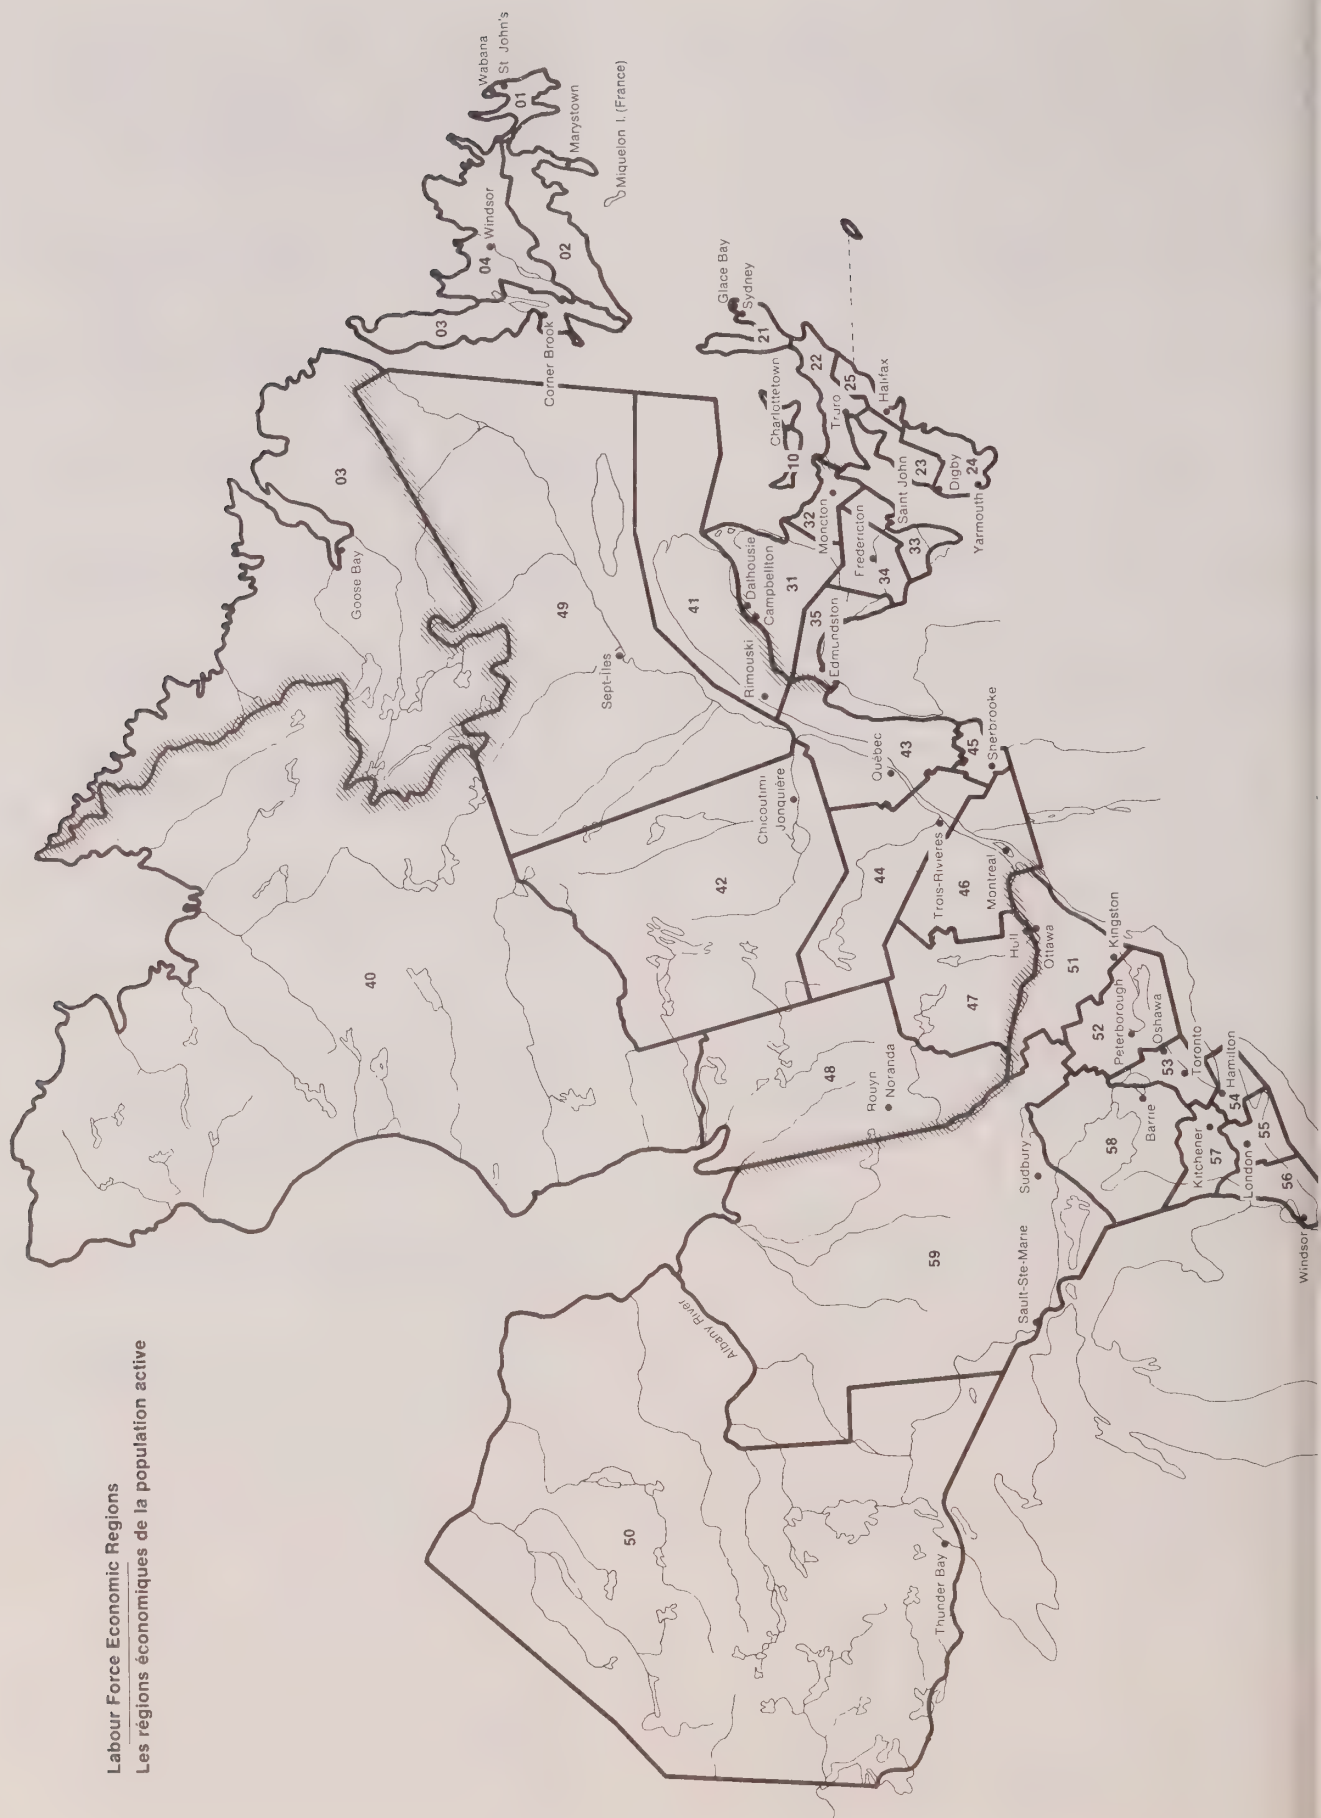 Labour Force Economic Regions
Les régions économiques de la population active
Wabana
St John's
01
Marystown
Miquelon I. (France)
Windsor
04
02
03
Corner Brook
03
Goose Bay
40
49
Sept-Îles
41
42
Chicoutimi
Jonquière
Rimouski
Dalhousie
Campbellton
31
35
Edmundston
Fredericton
34
33
32
Moncton
Saint John
10
Charlottetown
Glace Bay
Sydney
21
22
25
Truro
Halifax
23
Digby
24
Yarmouth
Québec
43
45
Sherbrooke
44
Trois-Rivières
46
Montreal
47
Hull
Ottawa
48
Rouyn
Noranda
51
Kingston
52
Peterborough
Oshawa
53
Toronto
Hamilton
54
55
56
Windsor
London
57
Kitchener
Barrie
58
Sudbury
59
Sault-Ste-Marie
Albany River
50
Thunder Bay